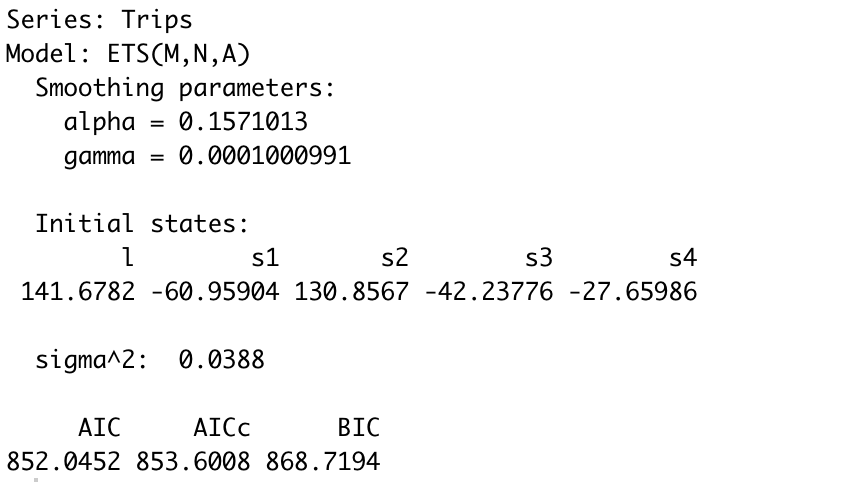 Series: Trips
Model: ETS(M,N,A)
Smoothing parameters:
alpha = 0.1571013
gamma = 0.0001000991
Initial states:
l s1 s2 s3 s4
141.6782 -60.95904 130.8567 -42.23776 -27.65986
sigma^2: 0.0388
AIC AICc BIC
852.0452 853.6008 868.7194